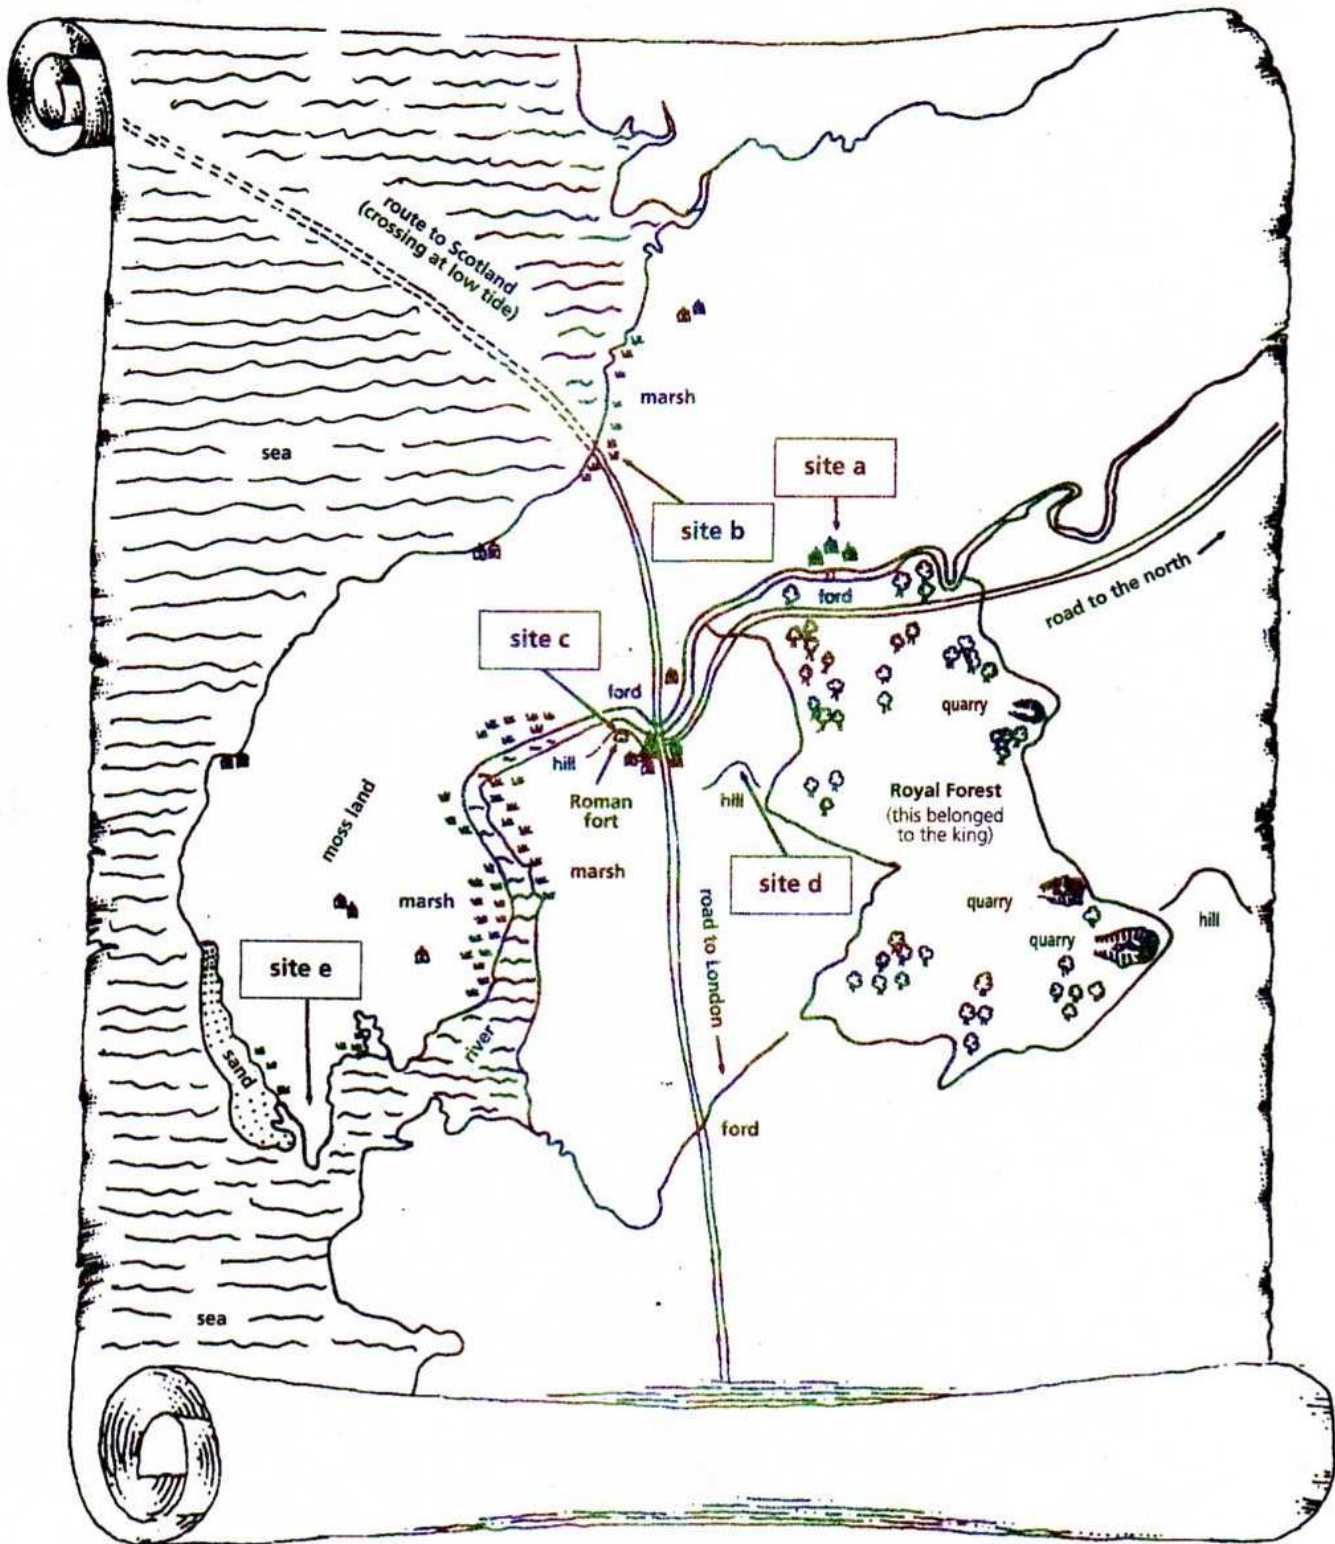 route to Scotland
(crossing at low tide)
marsh
sea
site a
site b
ford
road to the north
site c
ford
quarry
hill
Roman
fort
hill
Royal Forest
(this belonged
to the king)
moss land
marsh
site d
marsh
quarry
hill
quarry
road to London
site e
river
sand
ford
sea